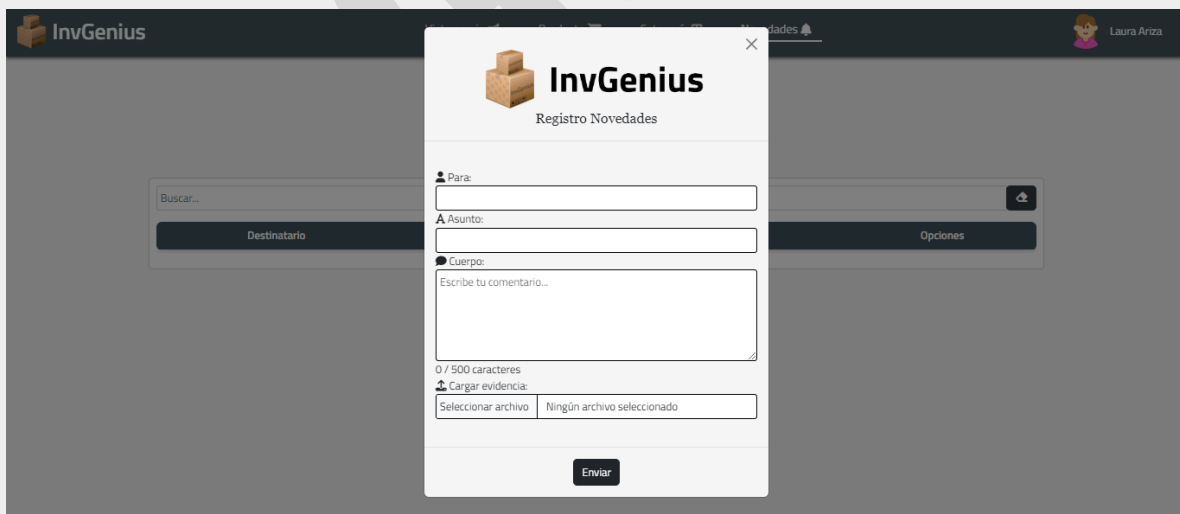 InvGenius
dades
Laura Ariza
InvGenius
Registro Novedades
Para:
Buscar...
Asunto:
Destinatario
Opciones
Cuerpo:
Escribe tu comentario...
0 / 500 caracteres
Cargar evidencia:
Seleccionar archivo Ningún archivo seleccionado
Enviar